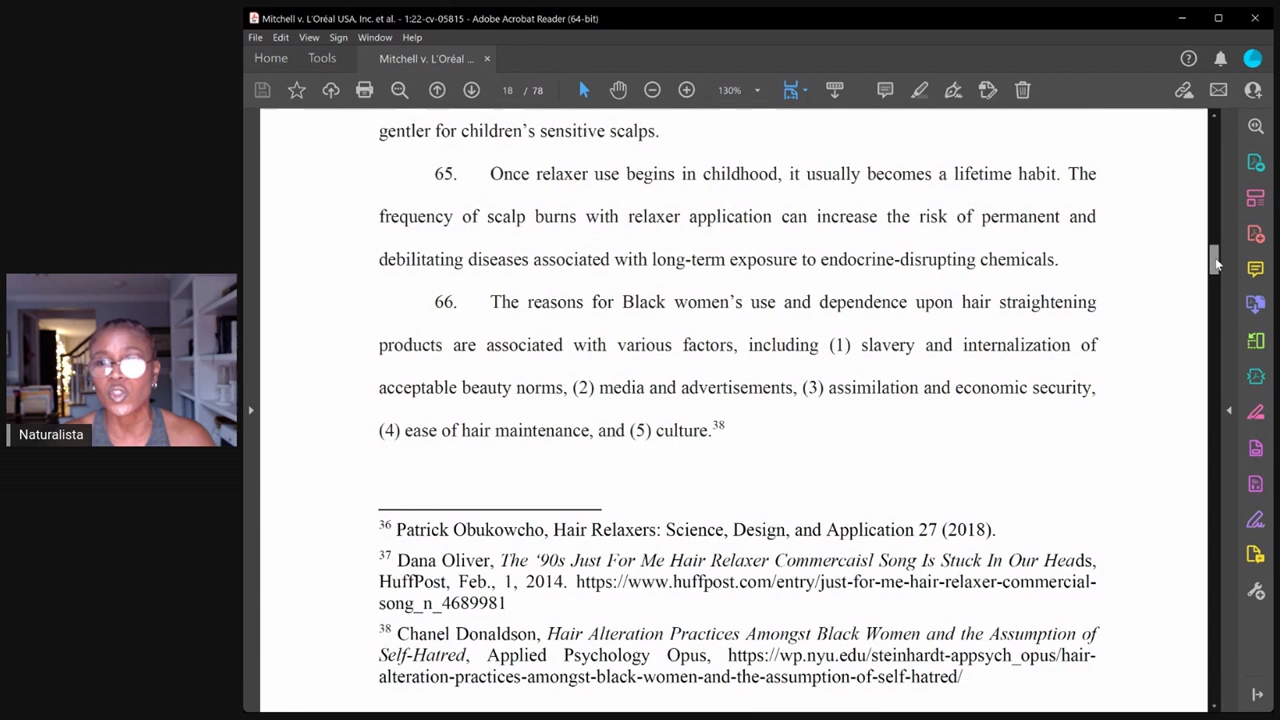 Mitchell v. L'Oréal USA, Inc. et al. - 1:22-cv-05815 - Adobe Acrobat Reader (64-bit)
File Edit View Sign Window Help
Home Tools Mitchell v. L'Oréal ... ×
18 / 78 130%
gentler for children's sensitive scalps.
65. Once relaxer use begins in childhood, it usually becomes a lifetime habit. The
frequency of scalp burns with relaxer application can increase the risk of permanent and
debilitating diseases associated with long-term exposure to endocrine-disrupting chemicals.
66. The reasons for Black women's use and dependence upon hair straightening
products are associated with various factors, including (1) slavery and internalization of
acceptable beauty norms, (2) media and advertisements, (3) assimilation and economic security,
(4) ease of hair maintenance, and (5) culture.38
36 Patrick Obukowcho, Hair Relaxers: Science, Design, and Application 27 (2018).
37 Dana Oliver, The '90s Just For Me Hair Relaxer Commercaisl Song Is Stuck In Our Heads,
HuffPost, Feb., 1, 2014. https://www.huffpost.com/entry/just-for-me-hair-relaxer-commercial-
song_n_4689981
38 Chanel Donaldson, Hair Alteration Practices Amongst Black Women and the Assumption of
Self-Hatred, Applied Psychology Opus, https://wp.nyu.edu/steinhardt-appsych_opus/hair-
alteration-practices-amongst-black-women-and-the-assumption-of-self-hatred/
Naturalista